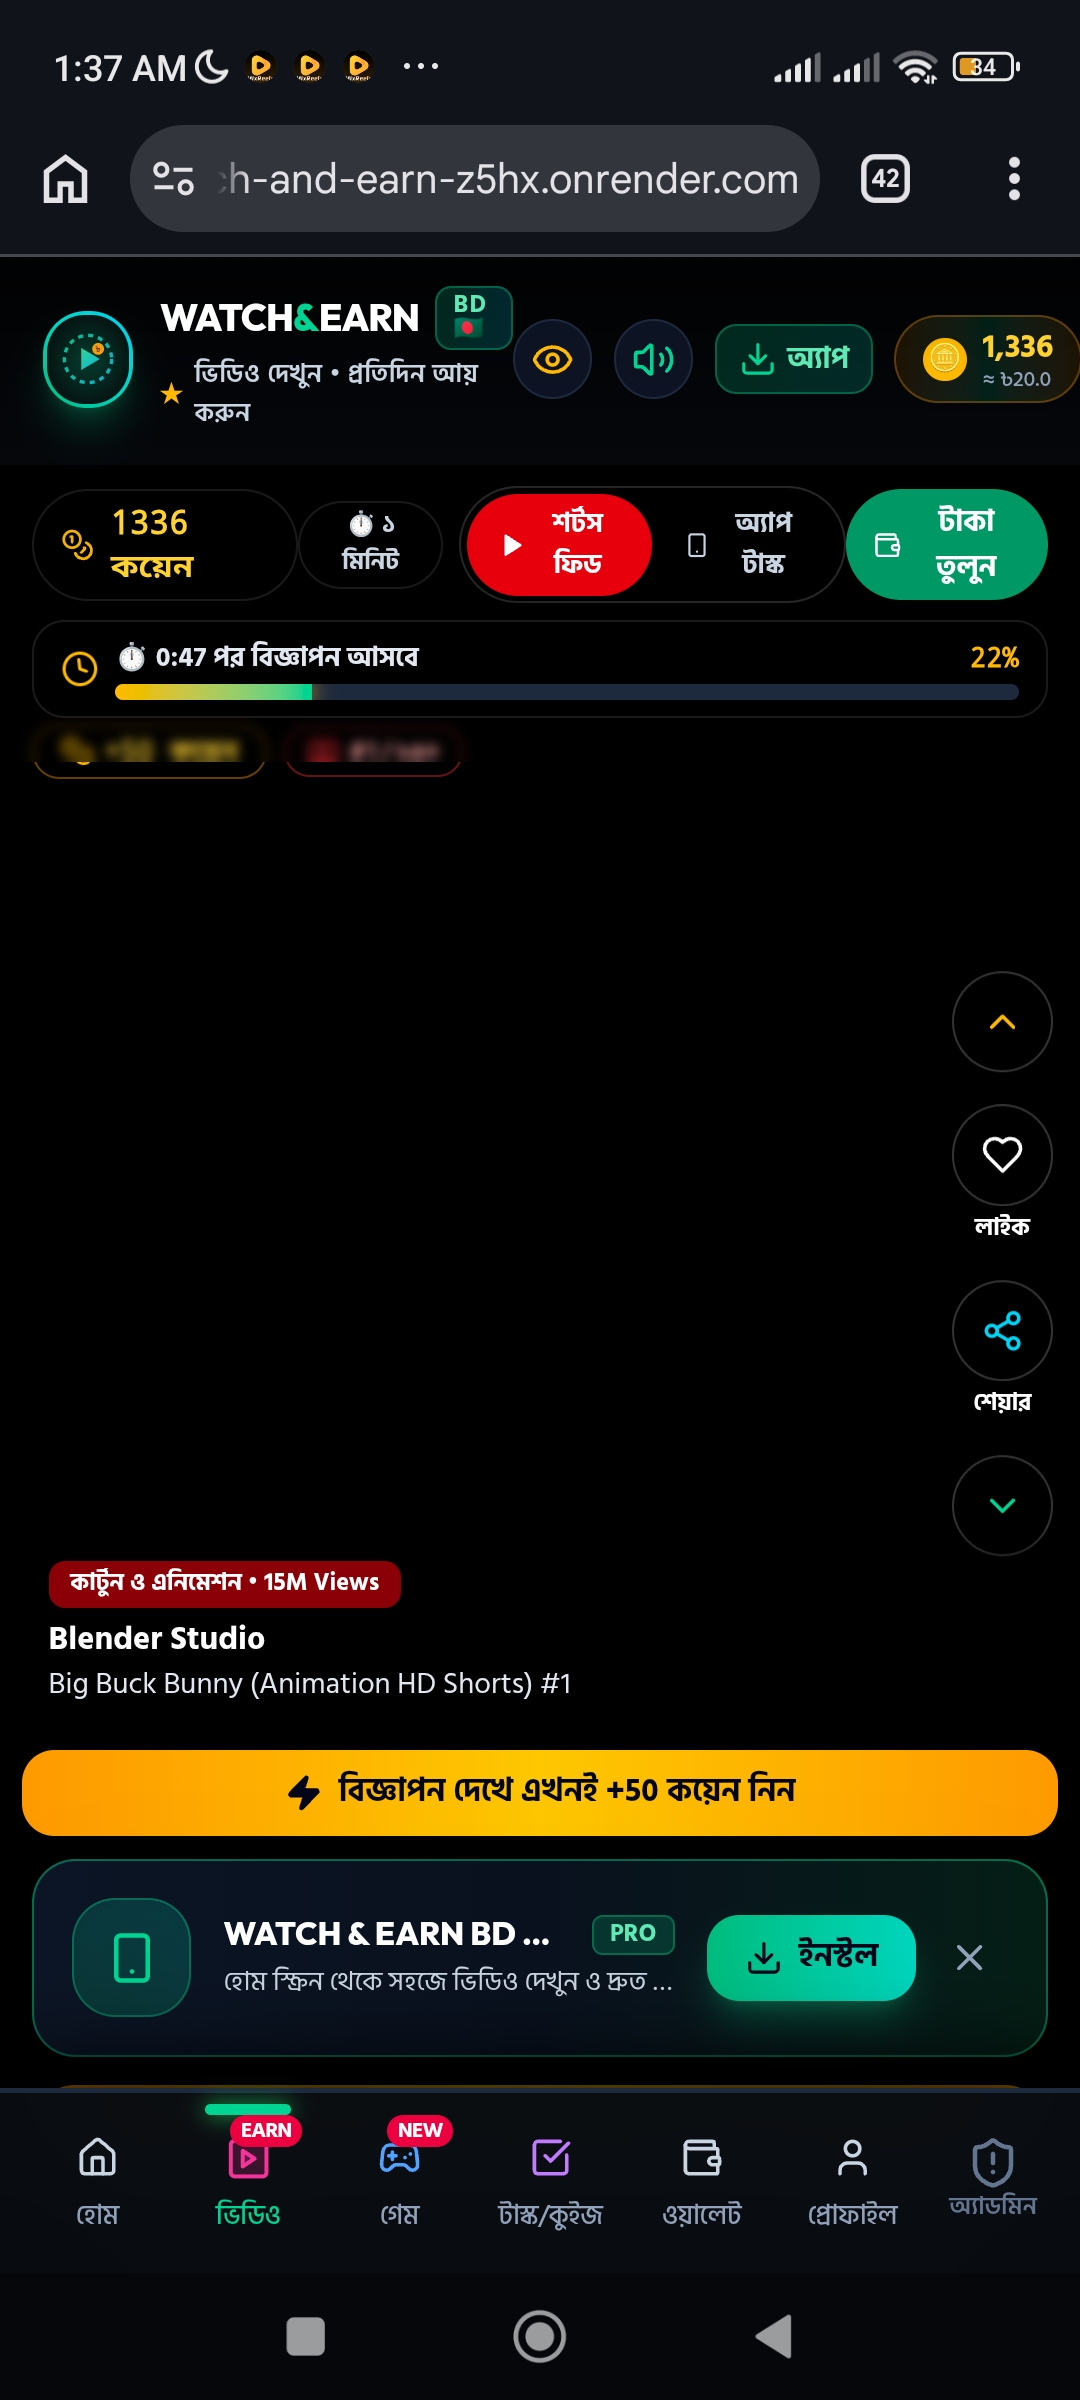 1:37 AM
34
h-and-earn-z5hx.onrender.com
42
WATCH&EARN
BD
★ ভিডিও দেখুন • প্রতিদিন আয়
করুন
অ্যাপ
1,336
≈ ৳20.0
1336
কয়েন
১
মিনিট
শর্টস
ফিড
অ্যাপ
টাস্ক
টাকা
তুলুন
0:47 পর বিজ্ঞাপন আসবে
22%
লাইক
শেয়ার
কার্টুন ও এনিমেশন • 15M Views
Blender Studio
Big Buck Bunny (Animation HD Shorts) #1
বিজ্ঞাপন দেখে এখনই +50 কয়েন নিন
WATCH & EARN BD ...
PRO
হোম স্ক্রিন থেকে সহজে ভিডিও দেখুন ও দ্রুত ...
ইনস্টল
EARN
NEW
হোম
ভিডিও
গেম
টাস্ক/কুইজ
ওয়ালেট
প্রোফাইল
অ্যাডমিন